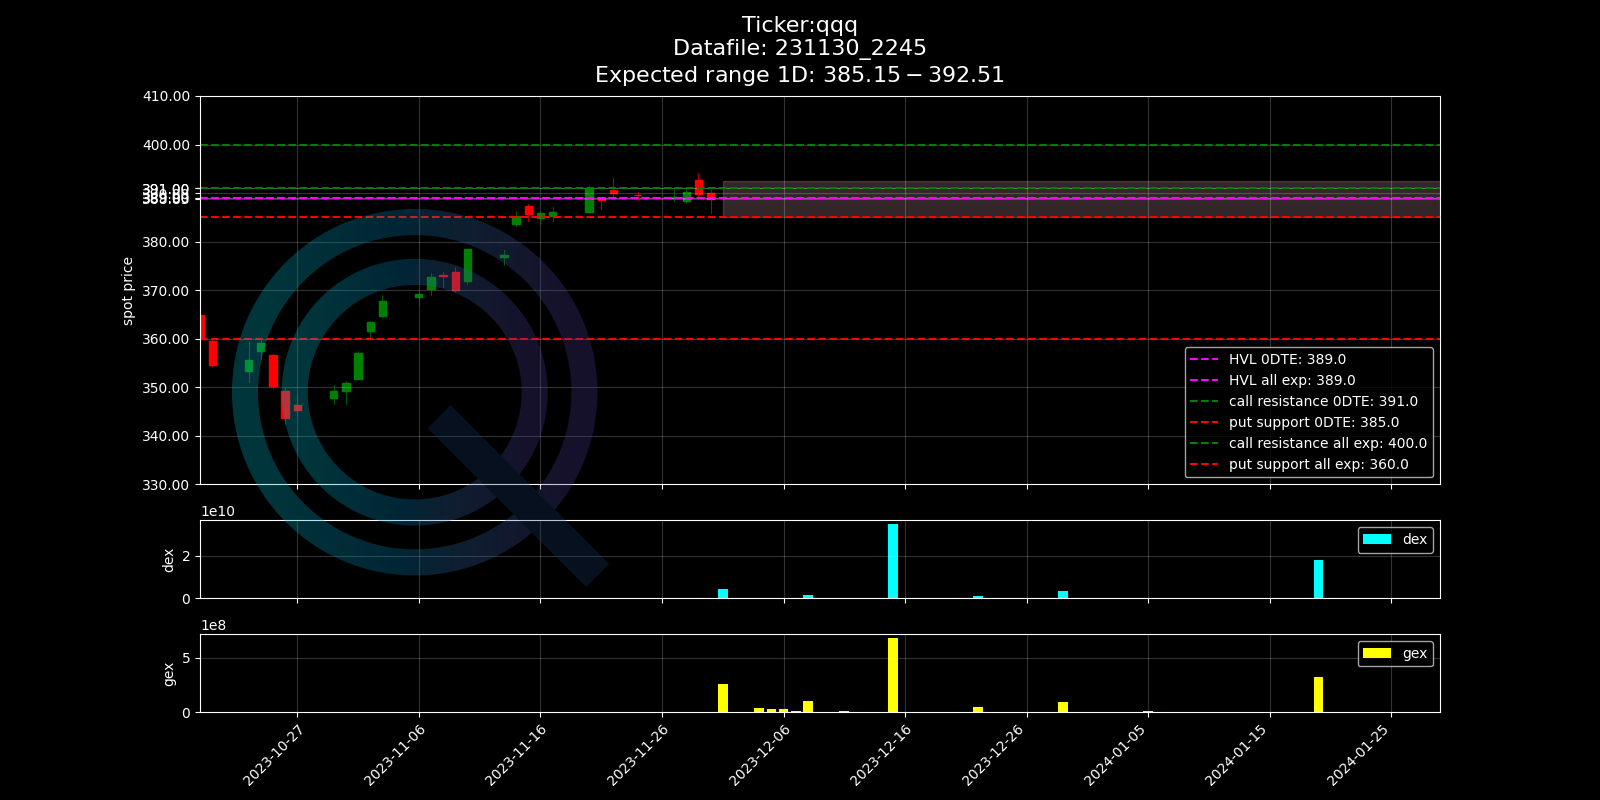 Ticker:qqq
Datafile: 231130_2245
Expected range 1D: 385.15 − 392.51
410.00
400.00
391.00
380.00
370.00
360.00
350.00
340.00
330.00
spot price
HVL 0DTE: 389.0
HVL all exp: 389.0
call resistance 0DTE: 391.0
put support 0DTE: 385.0
call resistance all exp: 400.0
put support all exp: 360.0
1e10
2
0
dex
dex
1e8
5
0
gex
gex
2023-10-27
2023-11-06
2023-11-16
2023-11-26
2023-12-06
2023-12-16
2023-12-26
2024-01-05
2024-01-15
2024-01-25